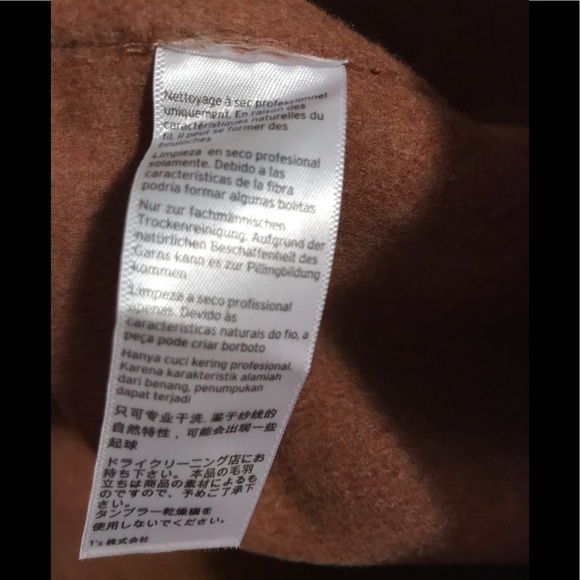 Nettoyage à sec professionnel
uniquement. En raison des
caractéristiques naturelles du
fil, il peut se former des
bouloches
Limpieza en seco profesional
solamente. Debido a las
características de la fibra
podría formar algunas bolitas
Nur zur fachmännischen
Trockenreinigung. Aufgrund der
natürlichen Beschaffenheit des
Garns kann es zur Pillingbildung
kommen
Limpeza a seco profissional
apenas. Devido às
características naturais do fio, a
peça pode criar borboto
Hanya cuci kering profesional.
Karena karakteristik alamiah
dari benang, penumpukan
dapat terjadi
只可专业干洗. 鉴于纱线的
自然特性，可能会出现一些
起球
ドライクリーニング店にお
持ち下さい。本品の毛羽
立ちは商品の素材によるも
のですので、予めご了承下
さい。
タンブラー乾燥機を
使用しないでください。
T's 株式会社